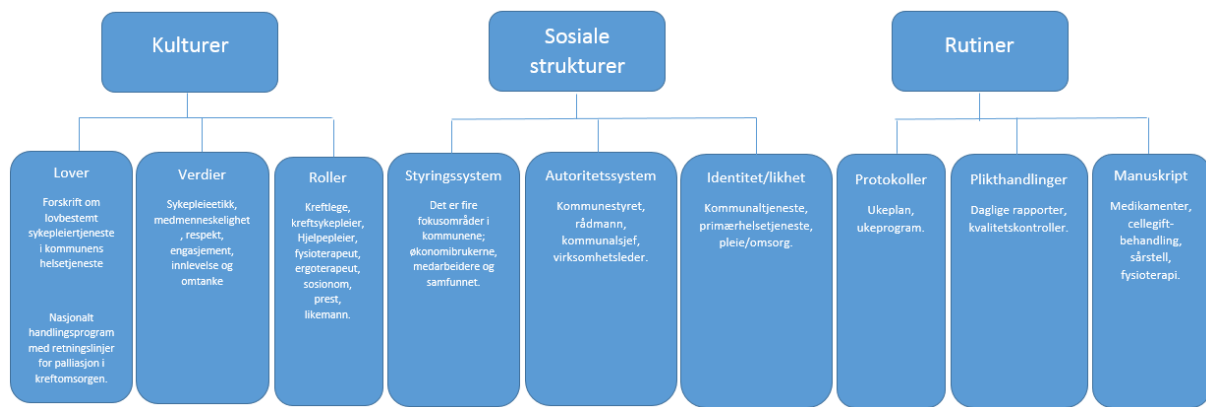 Kulturer
Sosiale
strukturer
Rutiner
Lover
Forskrift om
lovbestemt
sykepleiertjeneste
i kommunens
helsetjeneste
Nasjonalt
handlingsprogram
med retningslinjer
for palliasjon i
kreftomsorgen.
Verdier
Sykepleieetikk,
medmenneskelighet
, respekt,
engasjement,
innlevelse og
omtanke
Roller
Kreftlege,
kreftsykepleier,
Hjelpepleier,
fysioterapeut,
ergoterapeut,
sosionom,
prest,
likemann.
Styringssystem
Det er fire
fokusområder i
kommunene;
økonomibrukerne,
medarbeidere og
samfunnet.
Autoritetssystem
Kommunestyret,
rådmann,
kommunalsjef,
virksomhetsleder.
Identitet/likhet
Kommunaltjeneste,
primærhelsetjeneste,
pleie/omsorg.
Protokoller
Ukeplan,
ukeprogram.
Plikthandlinger
Daglige rapporter,
kvalitetskontroller.
Manuskript
Medikamenter,
cellegift-
behandling,
sårstell,
fysioterapi.